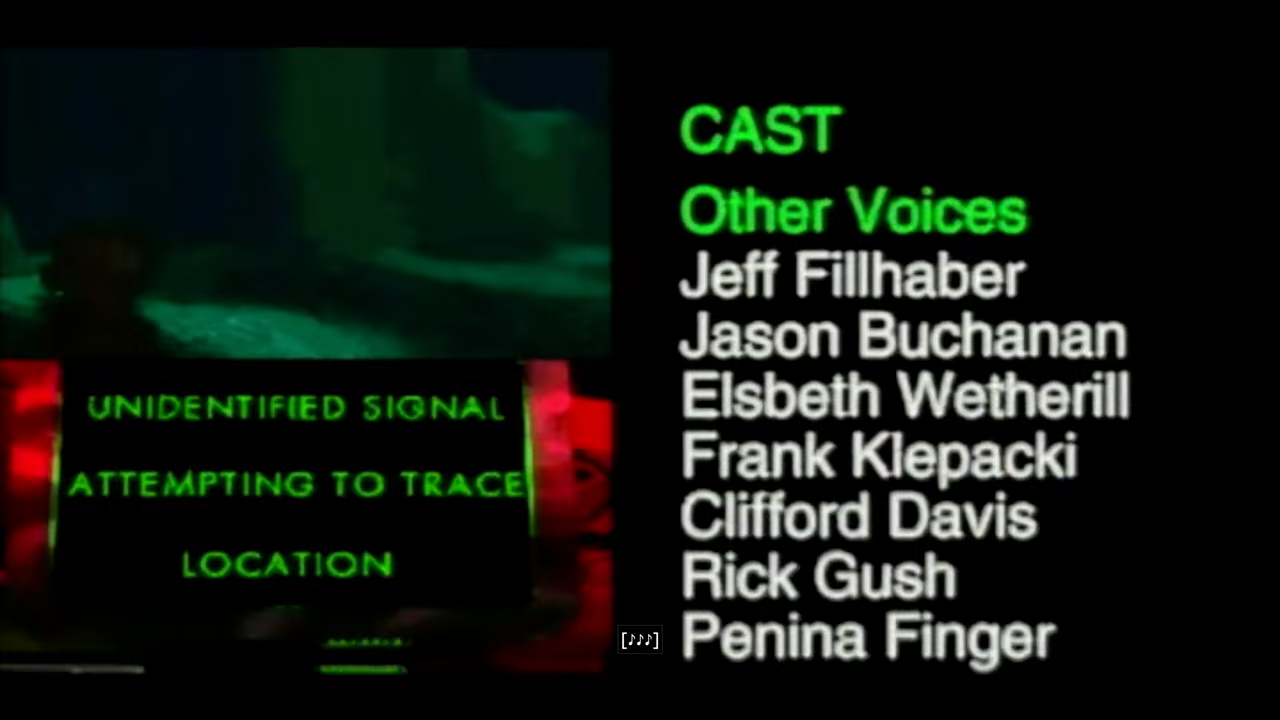 CAST
Other Voices
Jeff Fillhaber
Jason Buchanan
Elsbeth Wetherill
Frank Klepacki
Clifford Davis
Rick Gush
Penina Finger
UNIDENTIFIED SIGNAL
ATTEMPTING TO TRACE
LOCATION
[♪♪♪]